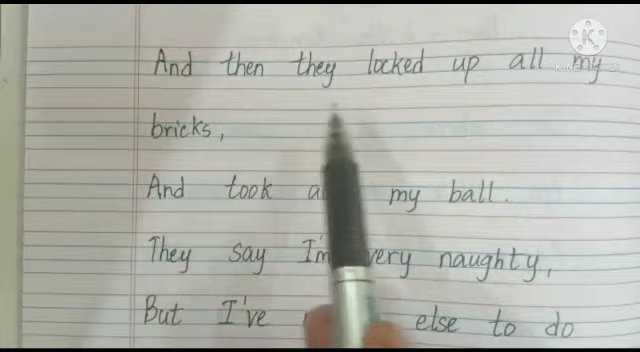 And then they locked up all my
bricks,
And took my ball.
They say I'm very naughty,
But I've else to do